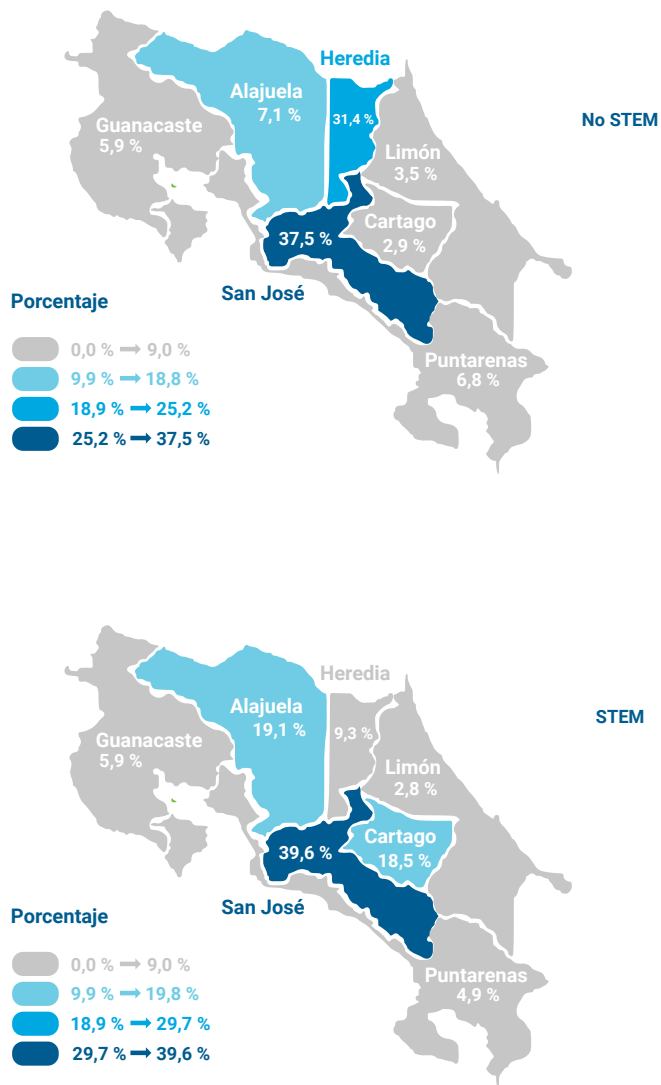 Heredia
Alajuela
7,1 %
31,4 %
No STEM
Guanacaste
5,9 %
Limón
3,5 %
Cartago
2,9 %
37,5 %
San José
Porcentaje
0,0 % ➞ 9,0 %
9,9 % ➞ 18,8 %
18,9 % ➞ 25,2 %
25,2 % ➞ 37,5 %
Puntarenas
6,8 %
Heredia
Alajuela
19,1 %
9,3 %
STEM
Guanacaste
5,9 %
Limón
2,8 %
Cartago
18,5 %
39,6 %
San José
Porcentaje
0,0 % ➞ 9,0 %
9,9 % ➞ 19,8 %
18,9 % ➞ 29,7 %
29,7 % ➞ 39,6 %
Puntarenas
4,9 %